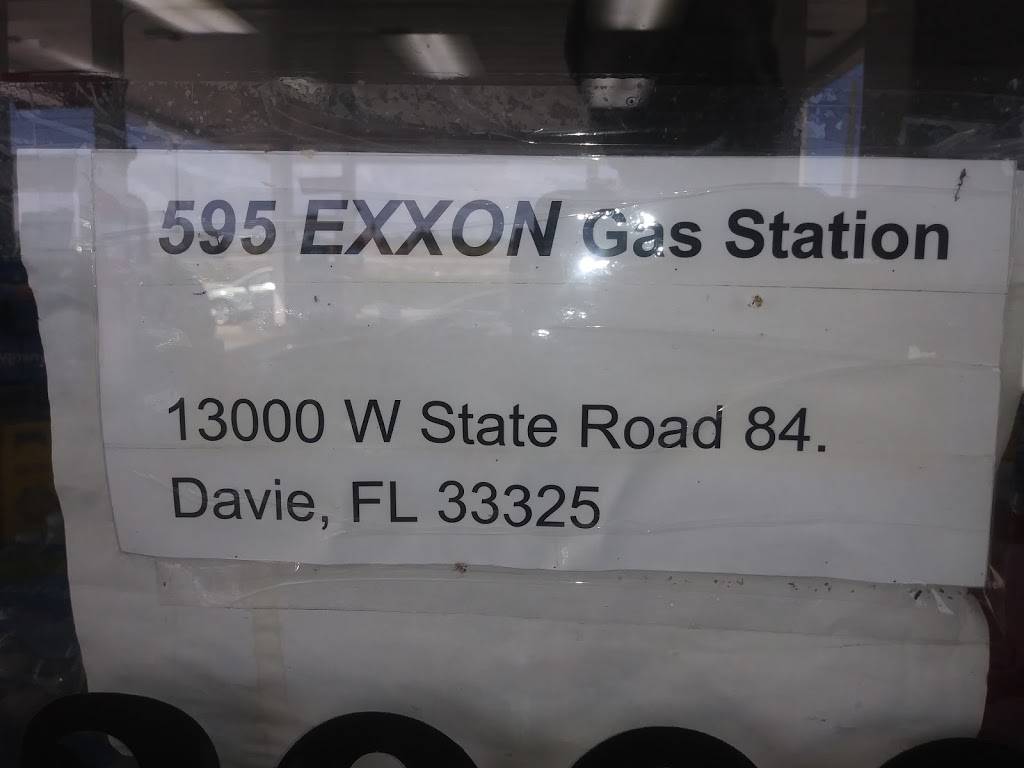 595 EXXON Gas Station
13000 W State Road 84.
Davie, FL 33325